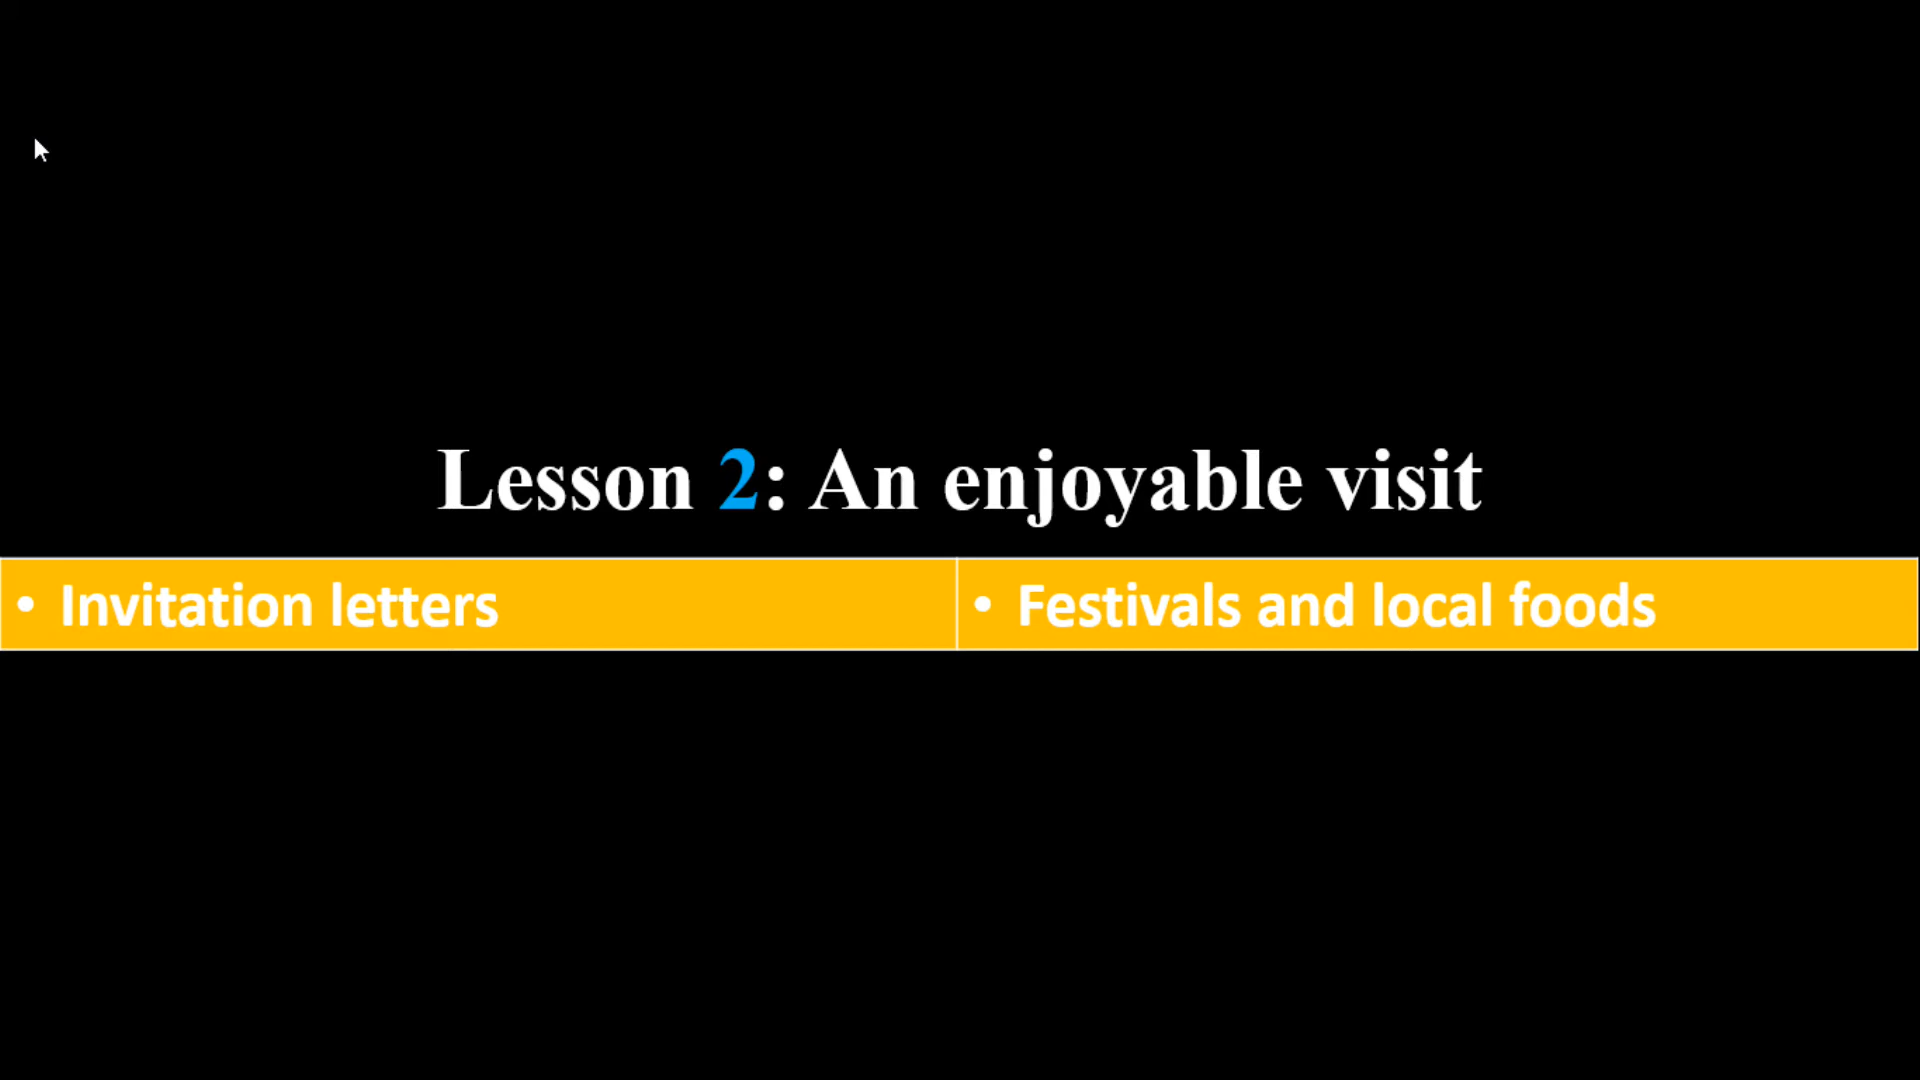 Lesson 2: An enjoyable visit
• Invitation letters
• Festivals and local foods